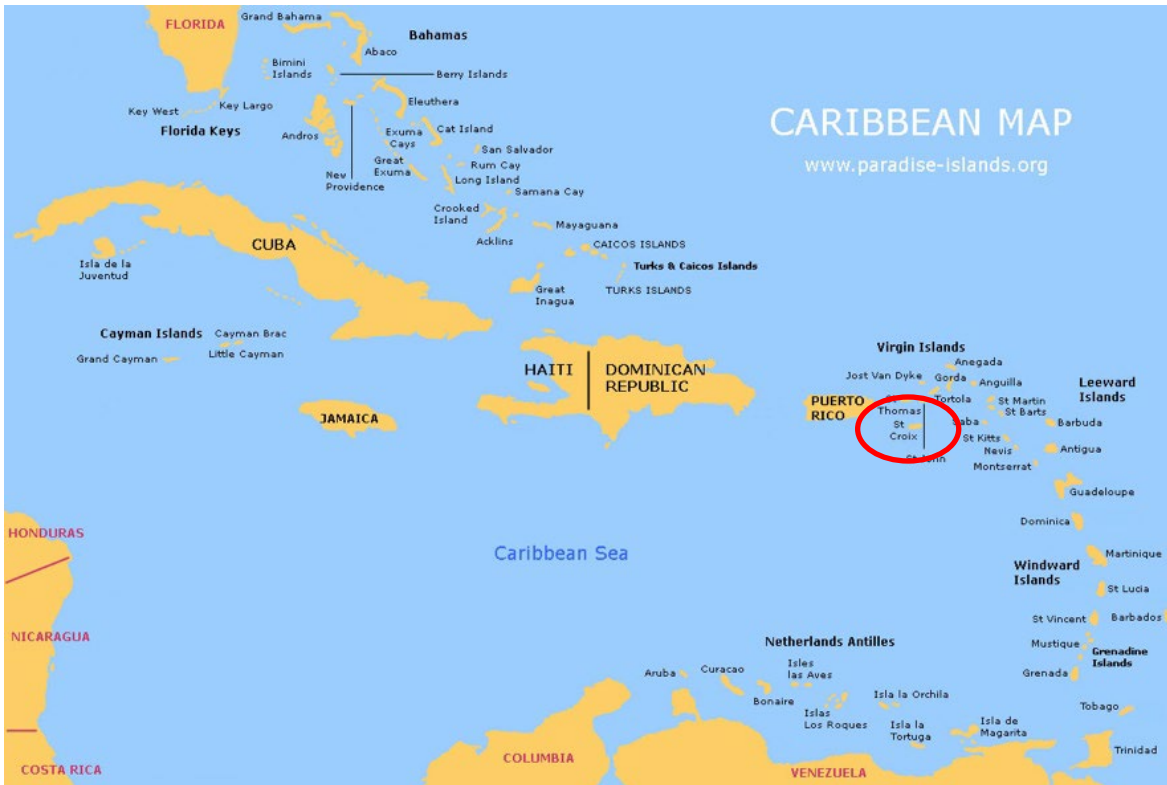 FLORIDA
Grand Bahama
Bahamas
Abaco
Bimini
Islands
Berry Islands
Key West
Key Largo
Eleuthera
Florida Keys
Andros
Exuma
Cays
Cat Island
CARIBBEAN MAP
www.paradise-islands.org
San Salvador
Great
Exuma
Rum Cay
New
Providence
Long Island
Samana Cay
Crooked
Island
Mayaguana
Acklins
CUBA
CAICOS ISLANDS
Isla de la
Juventud
Turks & Caicos Islands
Great
Inagua
TURKS ISLANDS
Cayman Islands
Cayman Brac
Grand Cayman
Little Cayman
Virgin Islands
Anegada
HAITI
DOMINICAN
REPUBLIC
Jost Van Dyke
Gorda
Anguilla
Leeward
Islands
PUERTO
RICO
St
Thomas
Tortola
St Martin
St Barts
JAMAICA
St
Croix
Saba
Barbuda
St Kitts
Nevis
Antigua
St John
Montserrat
Guadeloupe
Dominica
HONDURAS
Caribbean Sea
Martinique
Windward
Islands
St Lucia
NICARAGUA
St Vincent
Barbados
Netherlands Antilles
Mustique
Grenadine
Islands
Aruba
Curacao
Isles
las Aves
Grenada
Bonaire
Isla la Orchila
Islas
Los Roques
Tobago
Isla la
Tortuga
Isla de
Magarita
Trinidad
COLUMBIA
COSTA RICA
VENEZUELA